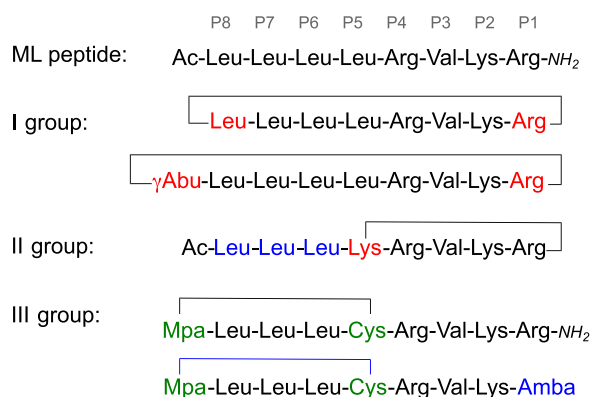 P8 P7 P6 P5 P4 P3 P2 P1
ML peptide: Ac-Leu-Leu-Leu-Leu-Arg-Val-Lys-Arg-NH2
I group: Leu-Leu-Leu-Leu-Arg-Val-Lys-Arg
γAbu-Leu-Leu-Leu-Leu-Arg-Val-Lys-Arg
II group: Ac-Leu-Leu-Leu-Lys-Arg-Val-Lys-Arg
III group: Mpa-Leu-Leu-Leu-Cys-Arg-Val-Lys-Arg-NH2
Mpa-Leu-Leu-Leu-Cys-Arg-Val-Lys-Amba